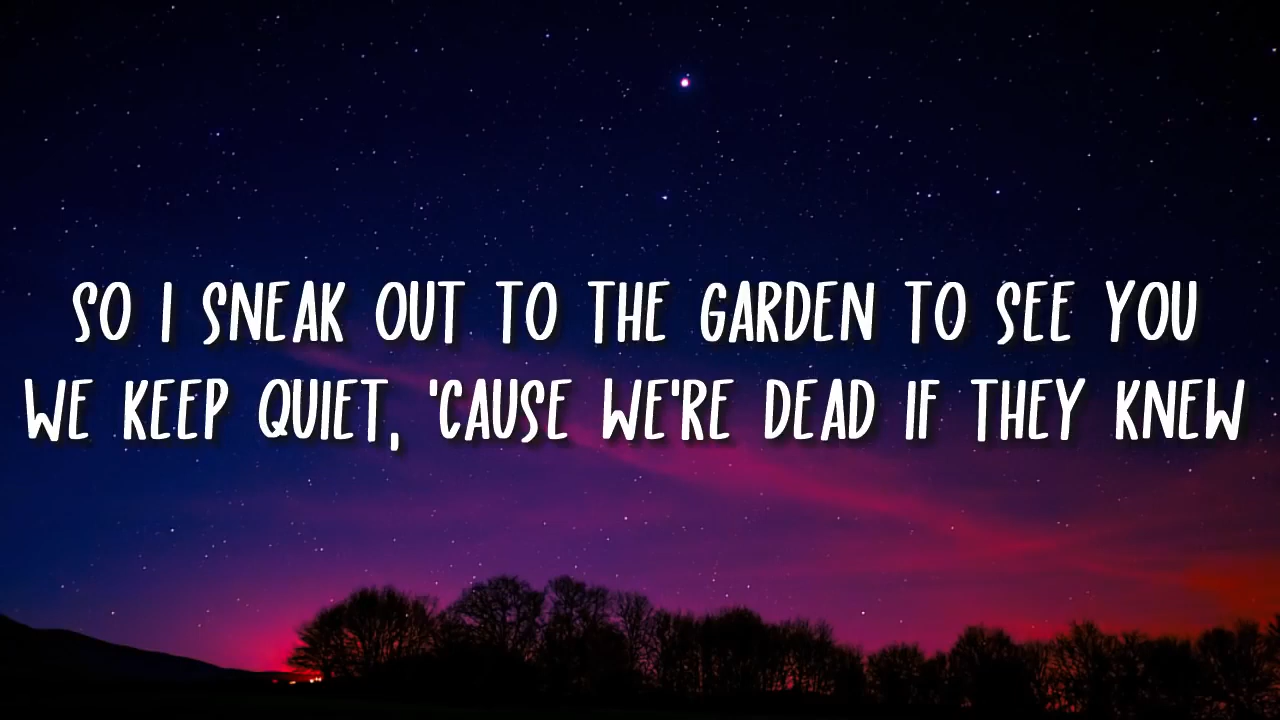 SO I SNEAK OUT TO THE GARDEN TO SEE YOU
WE KEEP QUIET, 'CAUSE WE'RE DEAD IF THEY KNEW